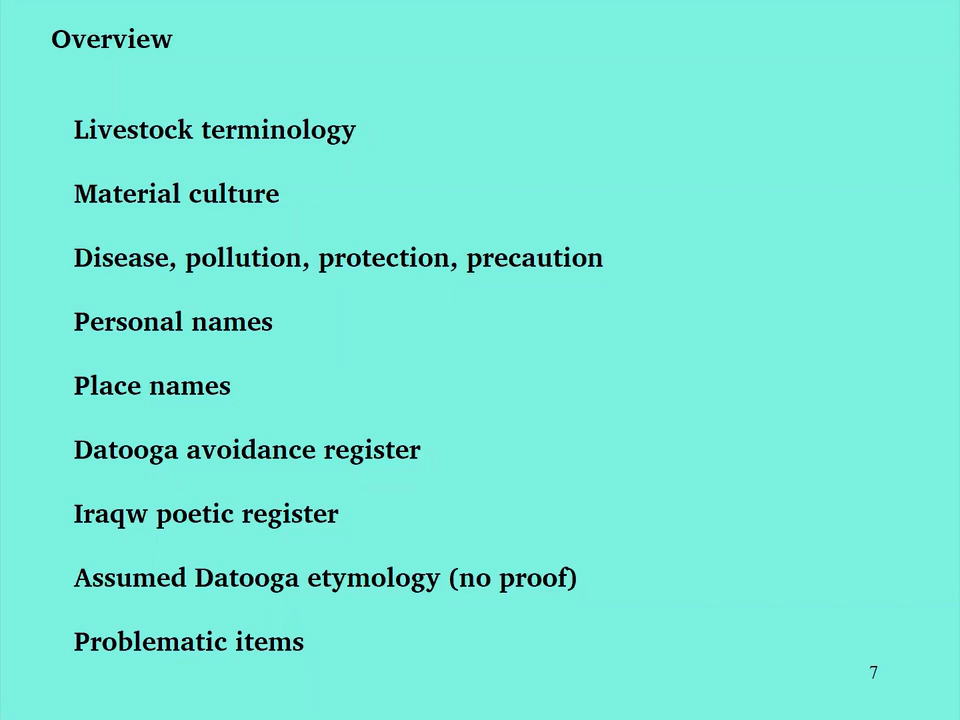 Overview
Livestock terminology
Material culture
Disease, pollution, protection, precaution
Personal names
Place names
Datooga avoidance register
Iraqw poetic register
Assumed Datooga etymology (no proof)
Problematic items
7